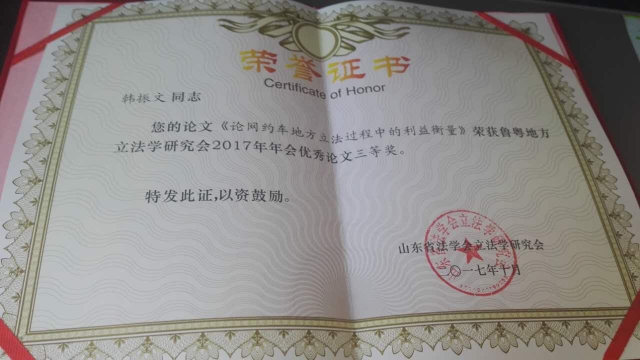 荣誉证书
Certificate of Honor
韩振文同志
您的论文《论网约车地方立法过程中的利益衡量》荣获鲁粤地方
立法学研究会2017年年会优秀论文三等奖。
特发此证,以资鼓励。
山东省法学会立法学研究会
二〇一七年十月